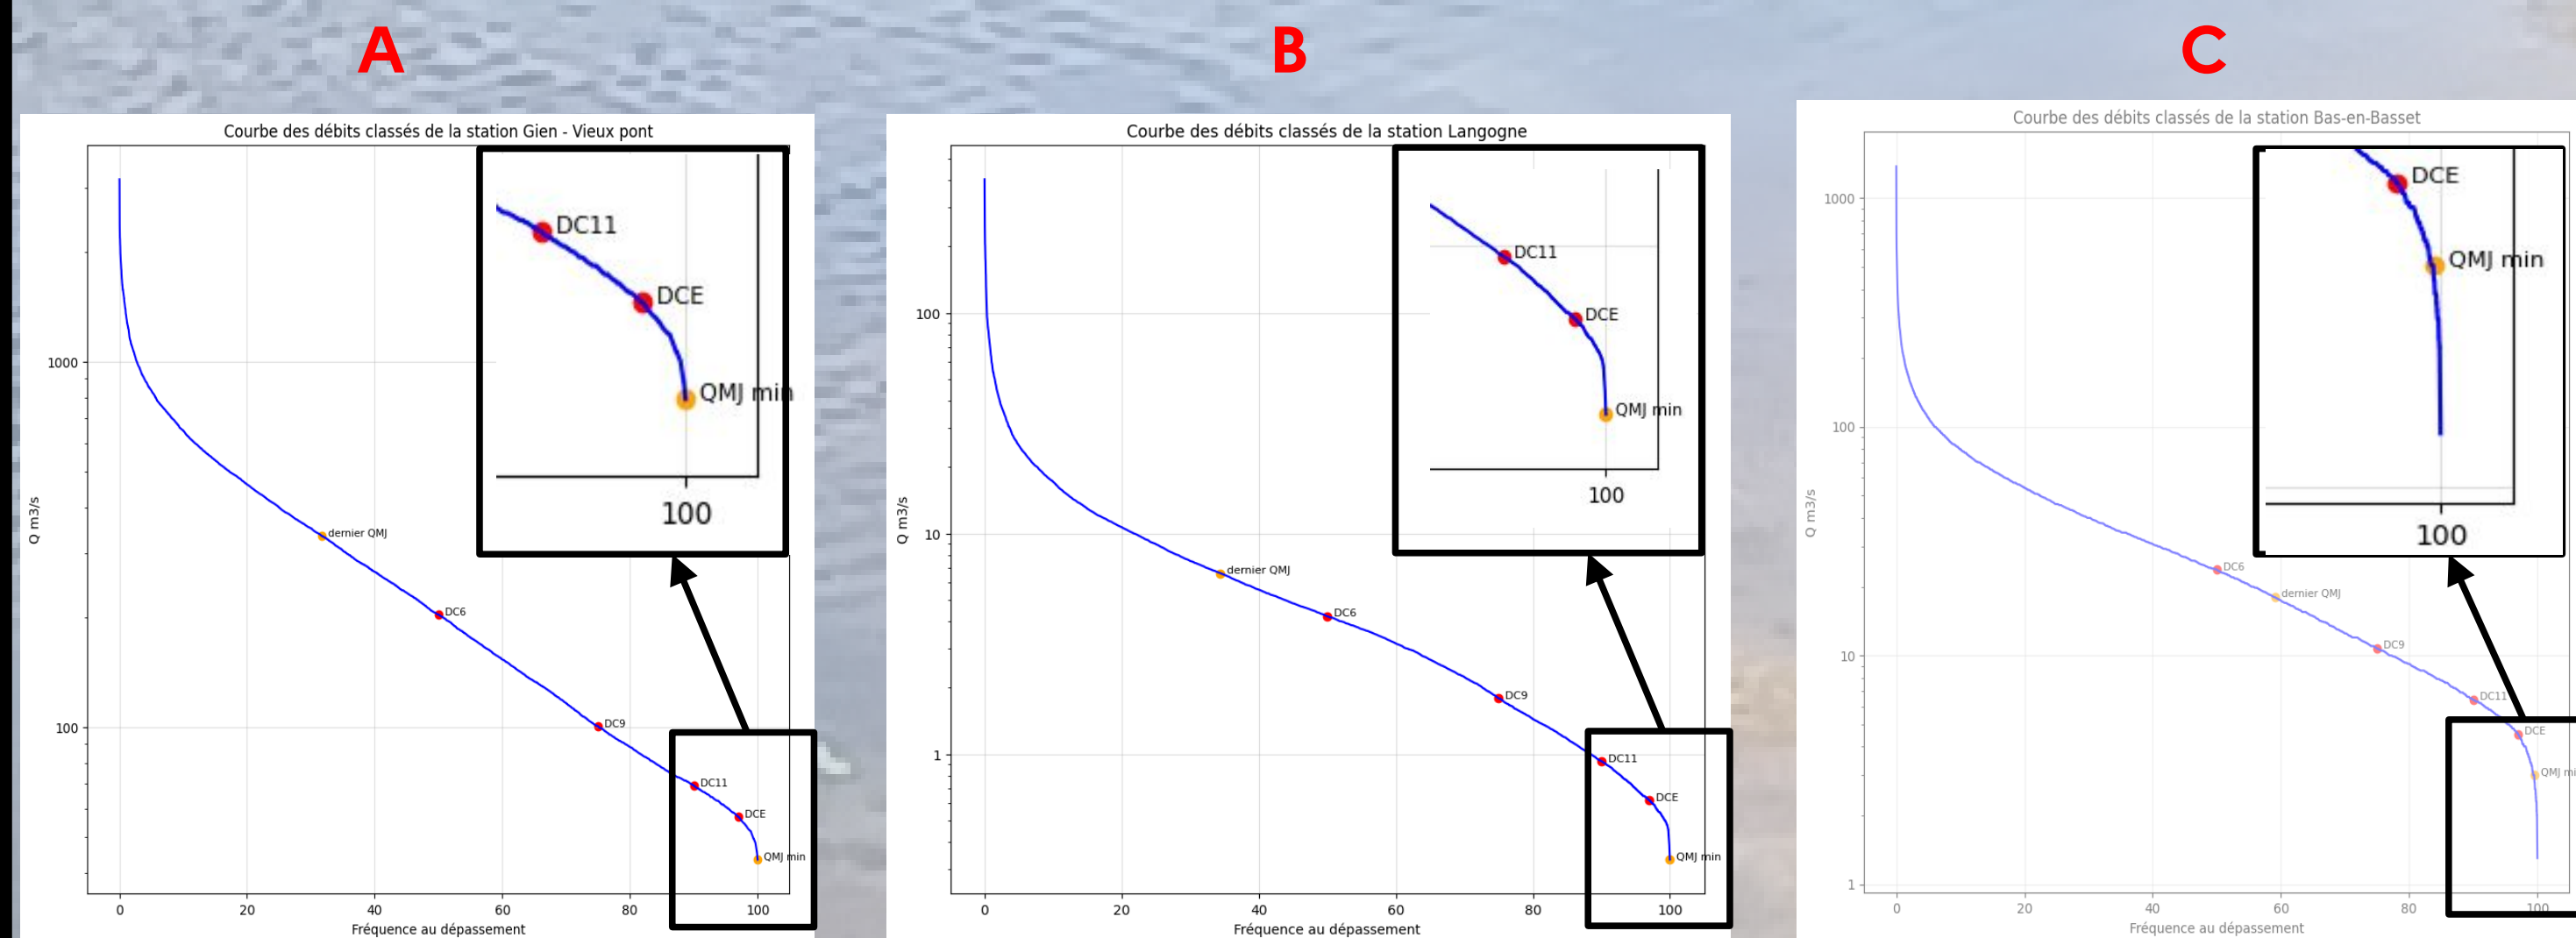 A
B
C
Courbe des débits classés de la station Gien - Vieux pont
DC11
DCE
QMJ min
100
1000
100
Q m3/s
dernier QMJ
DC6
DC9
DC11
DCE
QMJ min
0 20 40 60 80 100
Fréquence au dépassement
Courbe des débits classés de la station Langogne
DC11
DCE
QMJ min
100
100
10
1
Q m3/s
dernier QMJ
DC6
DC9
DC11
DCE
QMJ min
0 20 40 60 80 100
Fréquence au dépassement
Courbe des débits classés de la station Bas-en-Basset
DCE
QMJ min
100
1000
100
10
1
Q m3/s
DC6
dernier QMJ
DC9
DC11
DCE
QMJ mi
0 20 40 60 80 100
Fréquence au dépassement